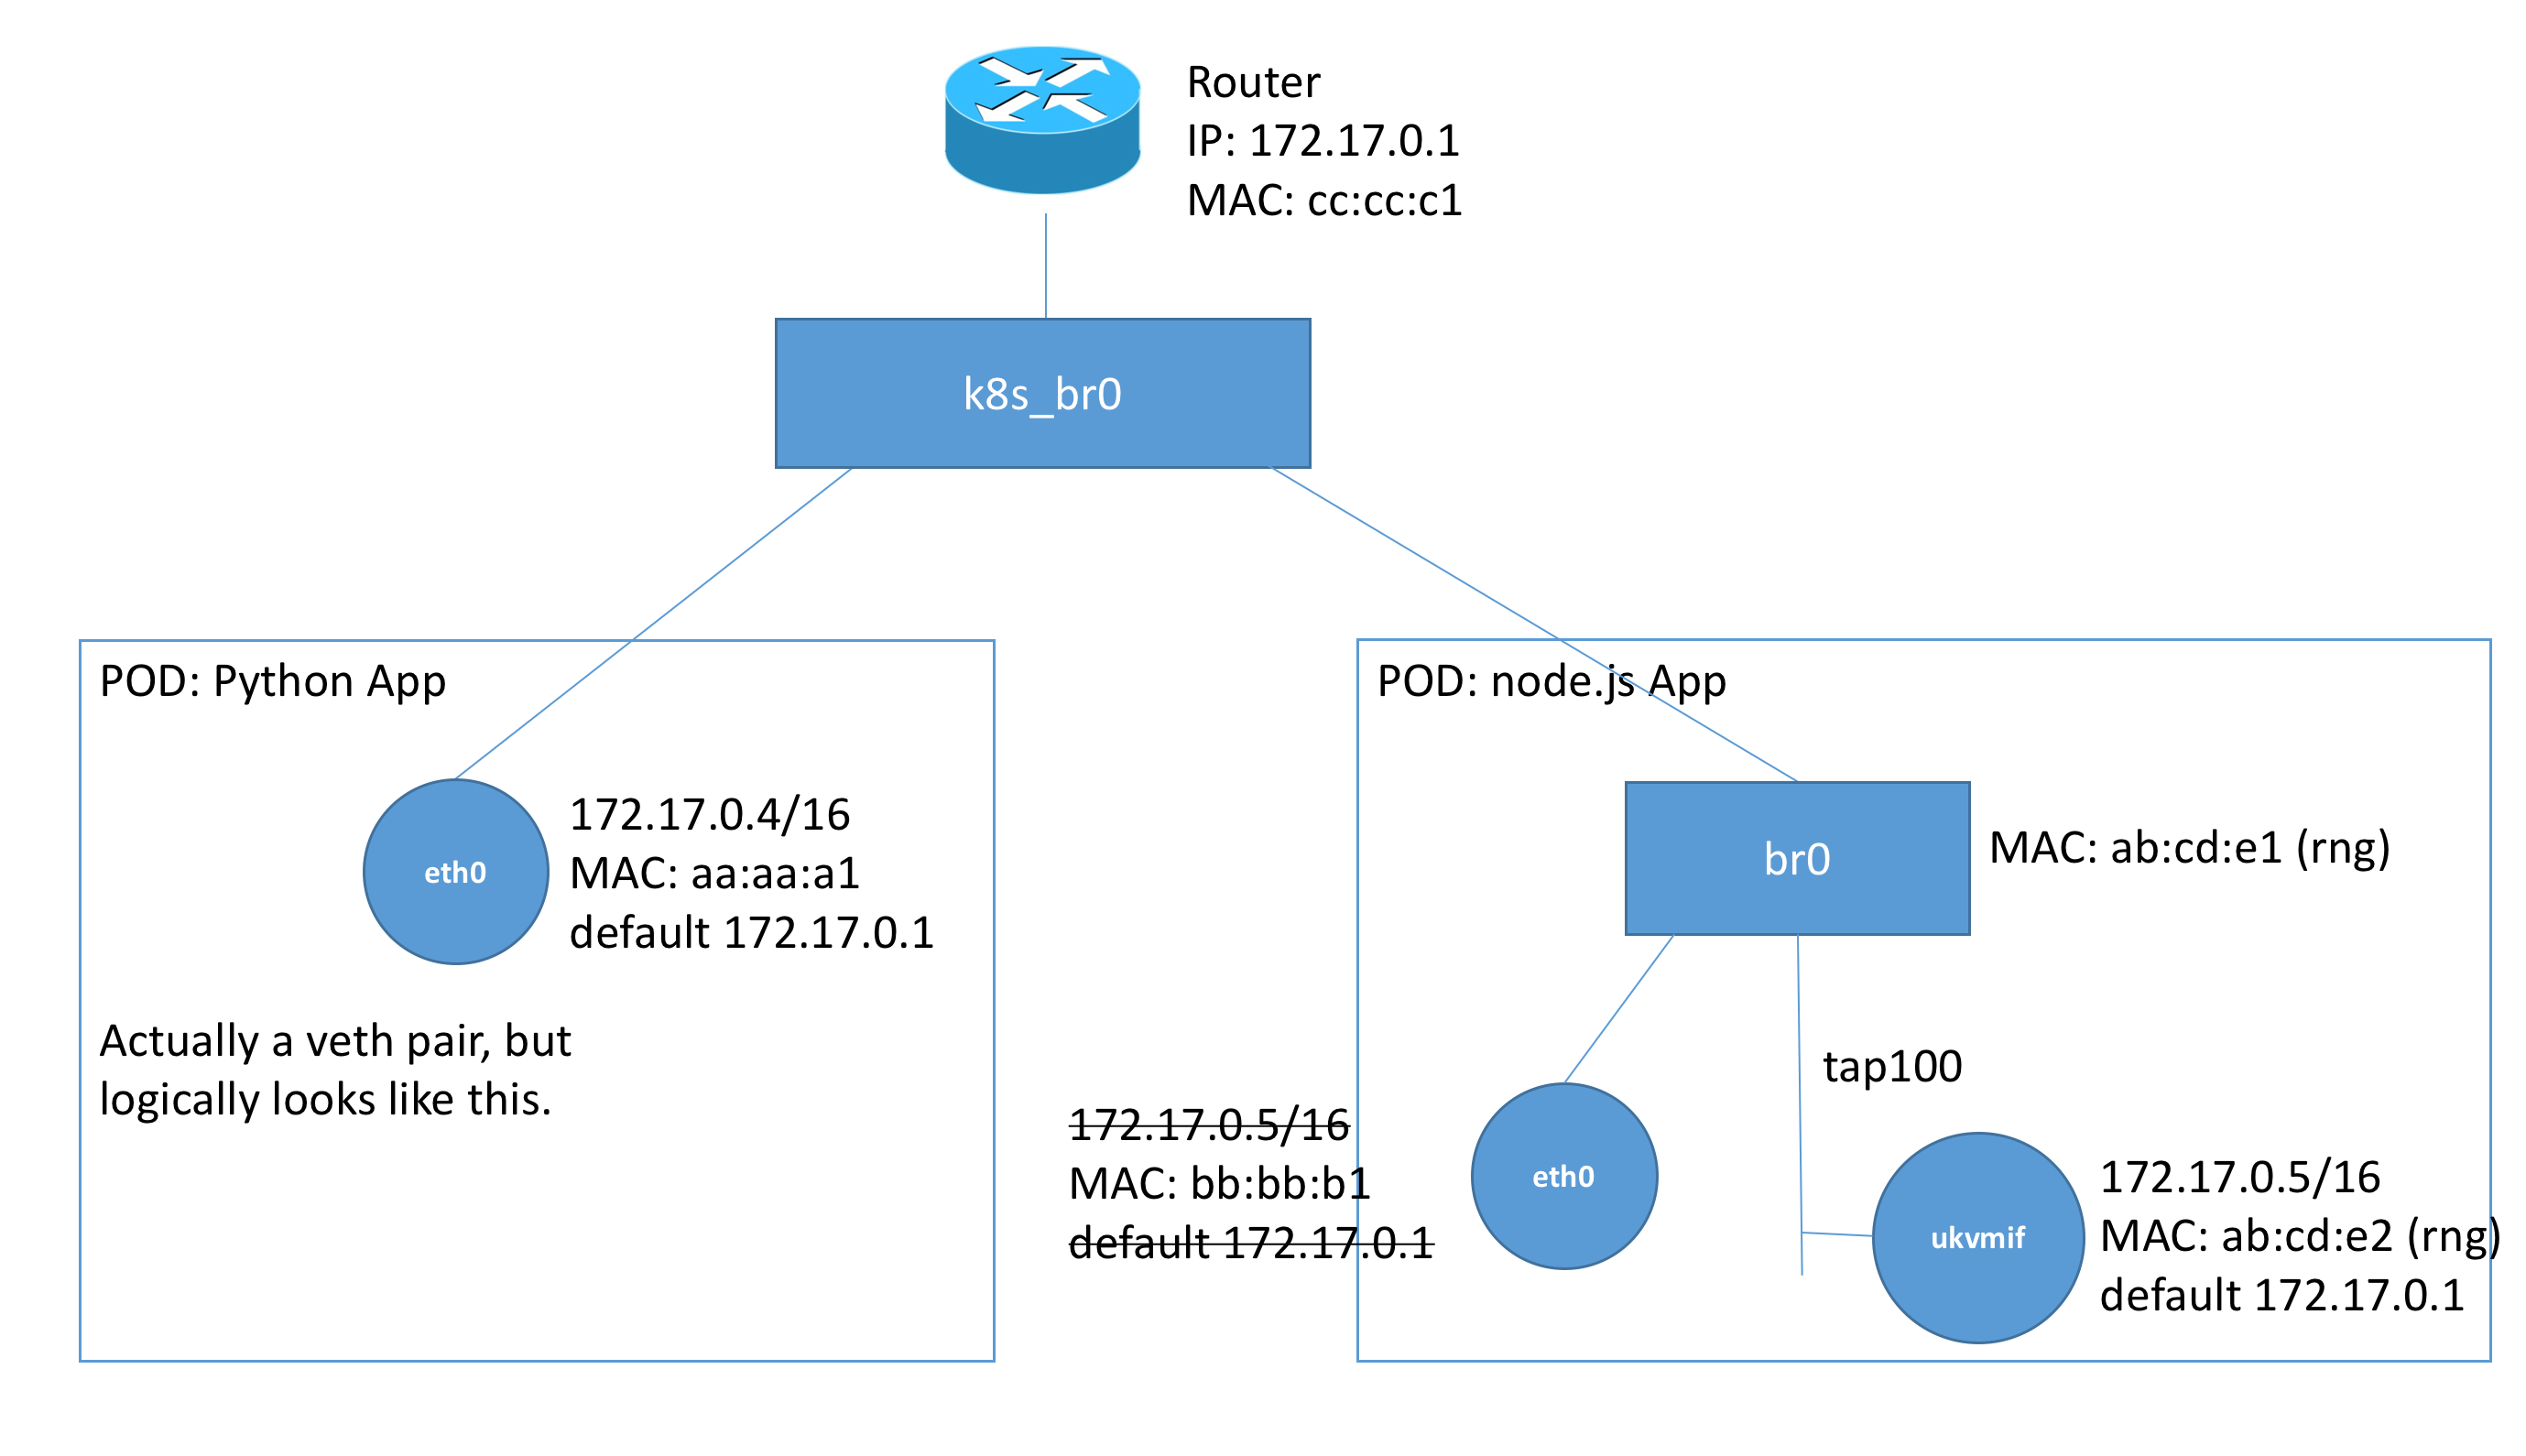 Router
IP: 172.17.0.1
MAC: cc:cc:c1
k8s_br0
POD: Python App
eth0
172.17.0.4/16
MAC: aa:aa:a1
default 172.17.0.1
Actually a veth pair, but
logically looks like this.
POD: node.js App
br0
MAC: ab:cd:e1 (rng)
tap100
172.17.0.5/16
MAC: bb:bb:b1
default 172.17.0.1
eth0
ukvmif
172.17.0.5/16
MAC: ab:cd:e2 (rng)
default 172.17.0.1